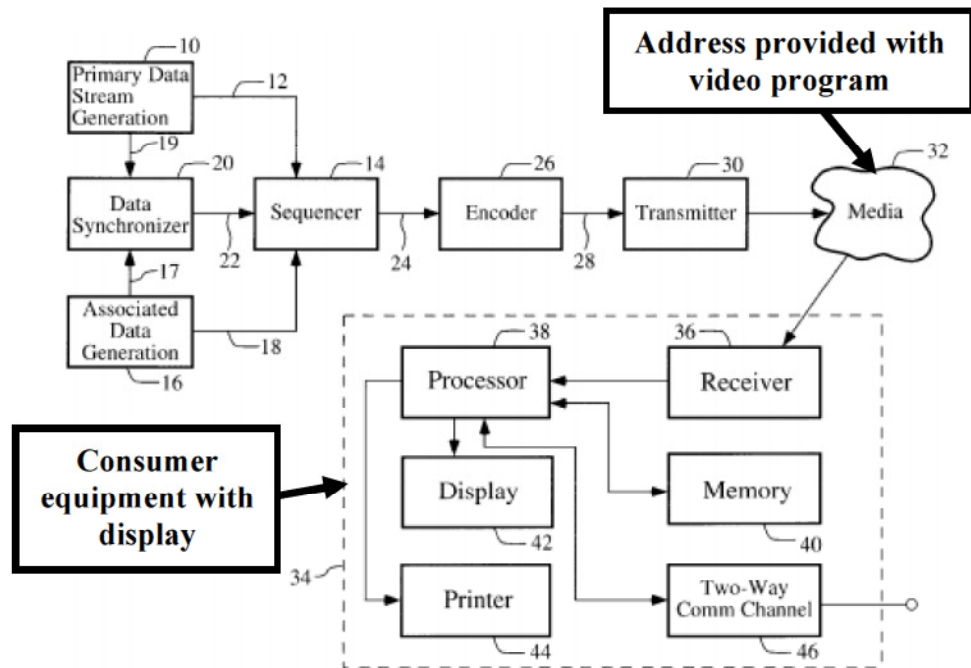 Address provided with
video program
10
Primary Data
Stream Generation
12
19
20
14
26
30
32
Data
Synchronizer
Sequencer
Encoder
Transmitter
Media
22
24
28
17
Associated Data
Generation
18
16
38
36
Processor
Receiver
Consumer
equipment with
display
Display
Memory
42
40
34
Printer
Two-Way
Comm Channel
44
46